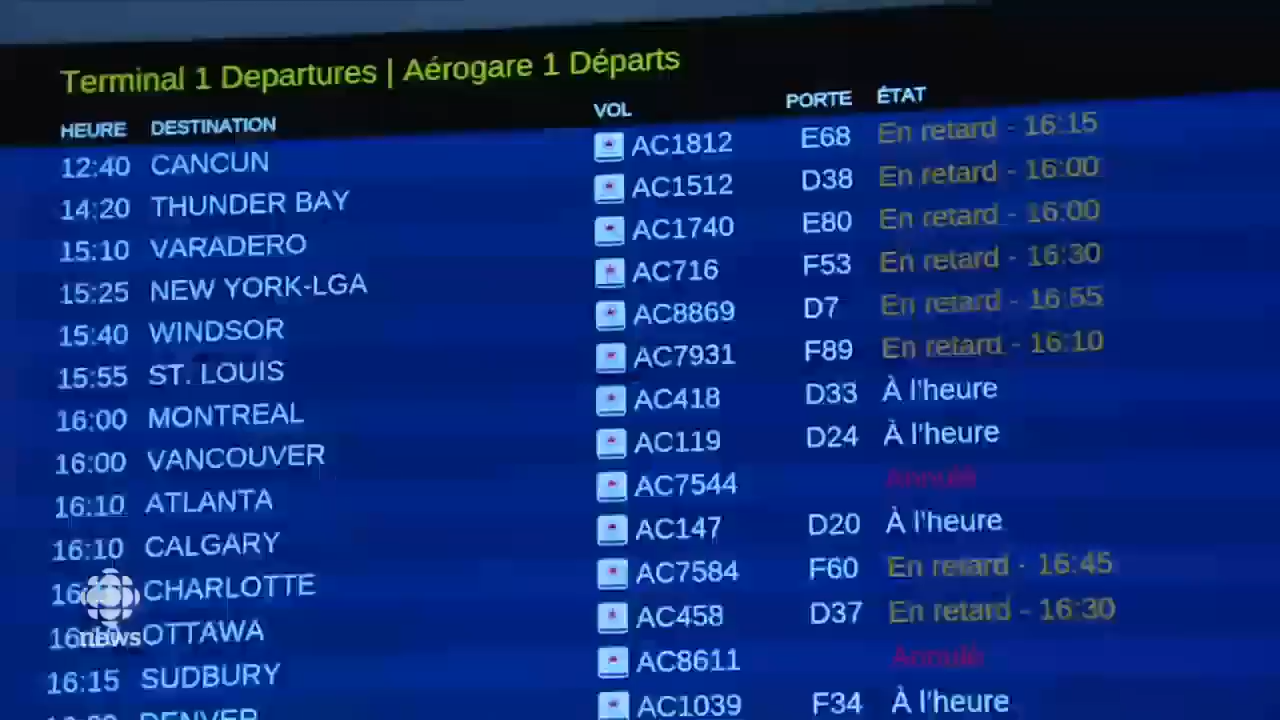 Terminal 1 Departures | Aérogare 1 Départs
HEURE DESTINATION VOL PORTE ÉTAT
12:40 CANCUN AC1812 E68 En retard - 16:15
14:20 THUNDER BAY AC1512 D38 En retard - 16:00
15:10 VARADERO AC1740 E80 En retard - 16:00
15:25 NEW YORK-LGA AC716 F53 En retard - 16:30
15:40 WINDSOR AC8869 D7 En retard - 16:55
15:55 ST. LOUIS AC7931 F89 En retard - 16:10
16:00 MONTREAL AC418 D33 À l'heure
16:00 VANCOUVER AC119 D24 À l'heure
16:10 ATLANTA AC7544 Annulé
16:10 CALGARY AC147 D20 À l'heure
CHARLOTTE AC7584 F60 En retard - 16:45
OTTAWA AC458 D37 En retard - 16:30
16:15 SUDBURY AC8611 Annulé
DENVER AC1039 F34 À l'heure
news